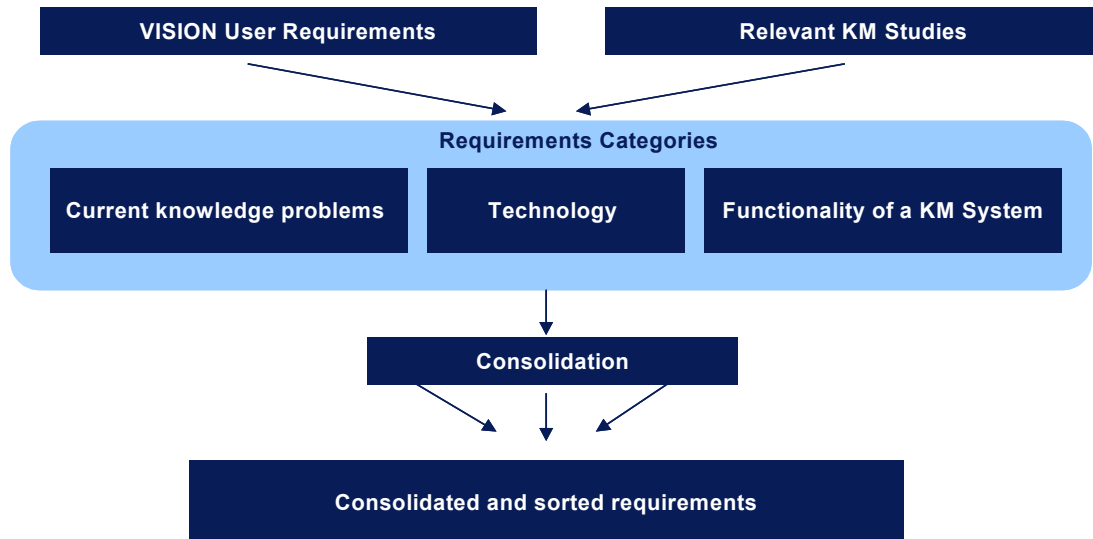 VISION User Requirements
Relevant KM Studies
Requirements Categories
Current knowledge problems
Technology
Functionality of a KM System
Consolidation
Consolidated and sorted requirements